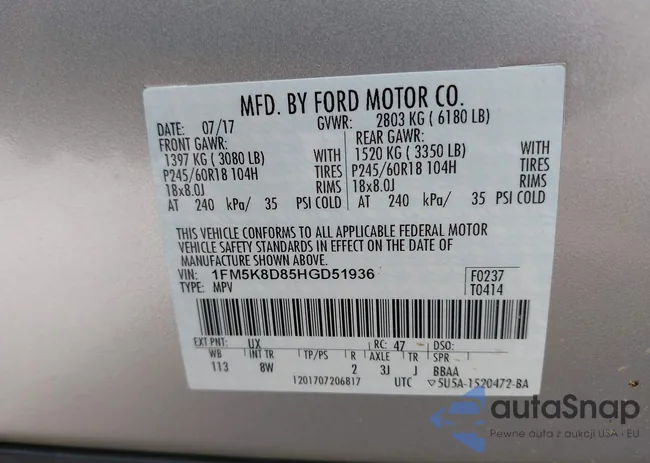 MFD. BY FORD MOTOR CO.
DATE: 07/17 GVWR: 2803 KG ( 6180 LB)
FRONT GAWR: REAR GAWR:
1397 KG ( 3080 LB) WITH 1520 KG ( 3350 LB) WITH
P245/60R18 104H TIRES P245/60R18 104H TIRES
18x8.0J RIMS 18x8.0J RIMS
AT 240 kPa/ 35 PSI COLD AT 240 kPa/ 35 PSI COLD
THIS VEHICLE CONFORMS TO ALL APPLICABLE FEDERAL MOTOR
VEHICLE SAFETY STANDARDS IN EFFECT ON THE DATE OF
MANUFACTURE SHOWN ABOVE.
VIN: 1FM5K8D85HGD51936 F0237
TYPE: MPV T0414
EXT PNT: UX RC: 47 DSO:
WB INT TR TP/PS R AXLE TR SPR
113 8W 2 3J J BBAA
1201707206817 UTC ▽5U5A-1520472-BA
autaSnap
Pewne auta z aukcji USA i EU